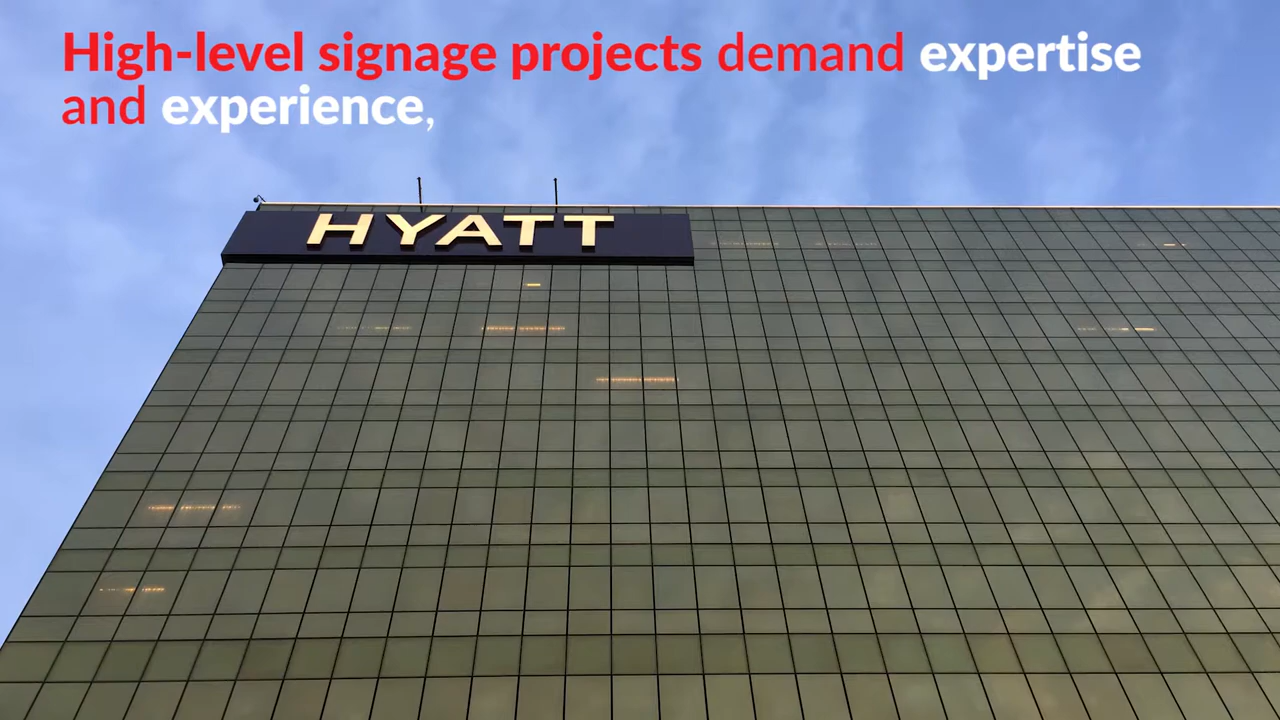 High-level signage projects demand expertise
and experience,
HYATT